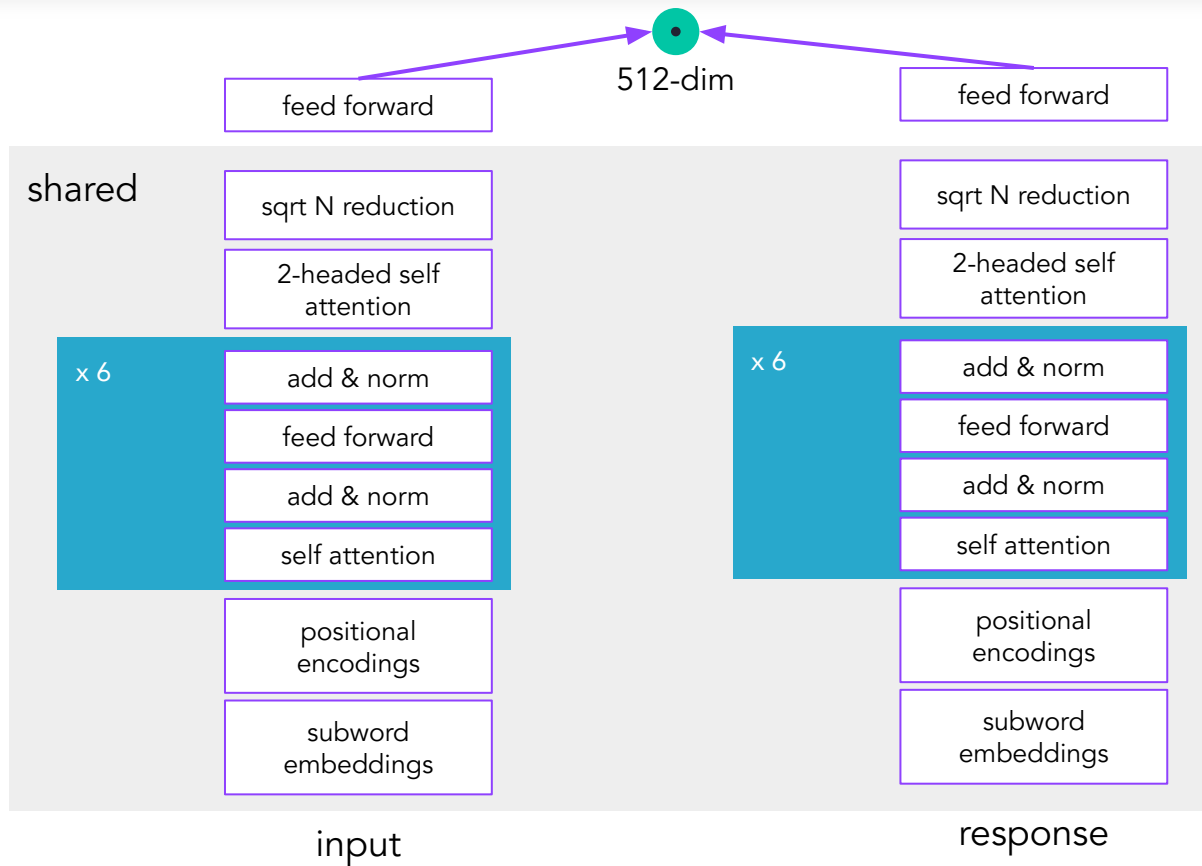 512-dim
feed forward
feed forward
shared
sqrt N reduction
sqrt N reduction
2-headed self
attention
2-headed self
attention
x 6
add & norm
feed forward
add & norm
self attention
x 6
add & norm
feed forward
add & norm
self attention
positional
encodings
positional
encodings
subword
embeddings
subword
embeddings
input
response